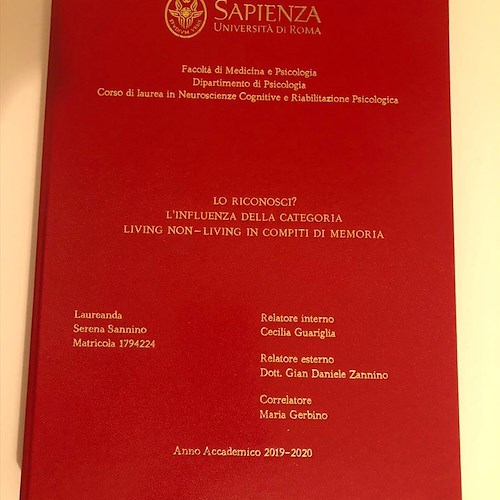 SAPIENZA
UNIVERSITÀ DI ROMA
Facoltà di Medicina e Psicologia
Dipartimento di Psicologia
Corso di laurea in Neuroscienze Cognitive e Riabilitazione Psicologica
LO RICONOSCI?
L'INFLUENZA DELLA CATEGORIA
LIVING NON-LIVING IN COMPITI DI MEMORIA
Laureanda
Serena Sannino
Matricola 1794224
Relatore interno
Cecilia Guariglia
Relatore esterno
Dott. Gian Daniele Zannino
Correlatore
Maria Gerbino
Anno Accademico 2019-2020